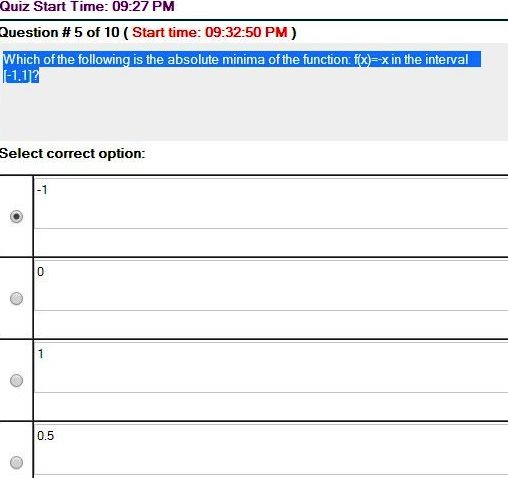 Quiz Start Time: 09:27 PM
Question # 5 of 10 ( Start time: 09:32:50 PM )
Which of the following is the absolute minima of the function: f(x)=-x in the interval
[-1,1]?
Select correct option:
-1
0
1
0.5